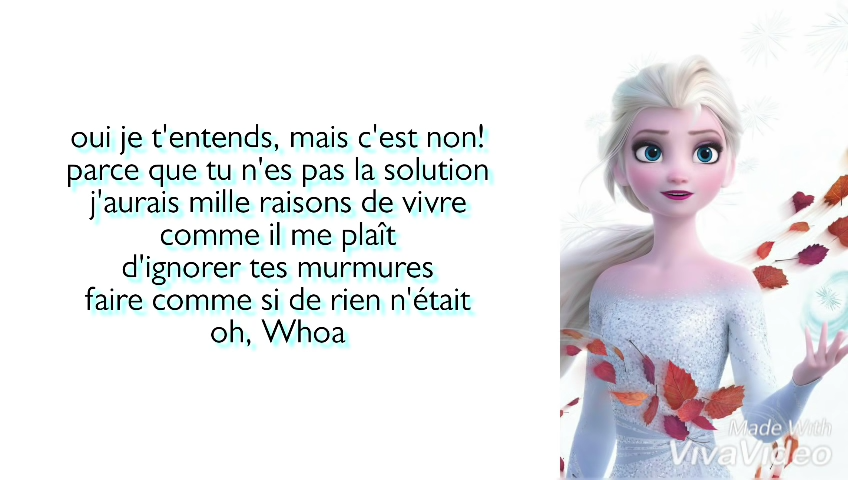 oui je t'entends, mais c'est non!
parce que tu n'es pas la solution
j'aurais mille raisons de vivre
comme il me plaît
d'ignorer tes murmures
faire comme si de rien n'était
oh, Whoa
Made With
VivaVideo